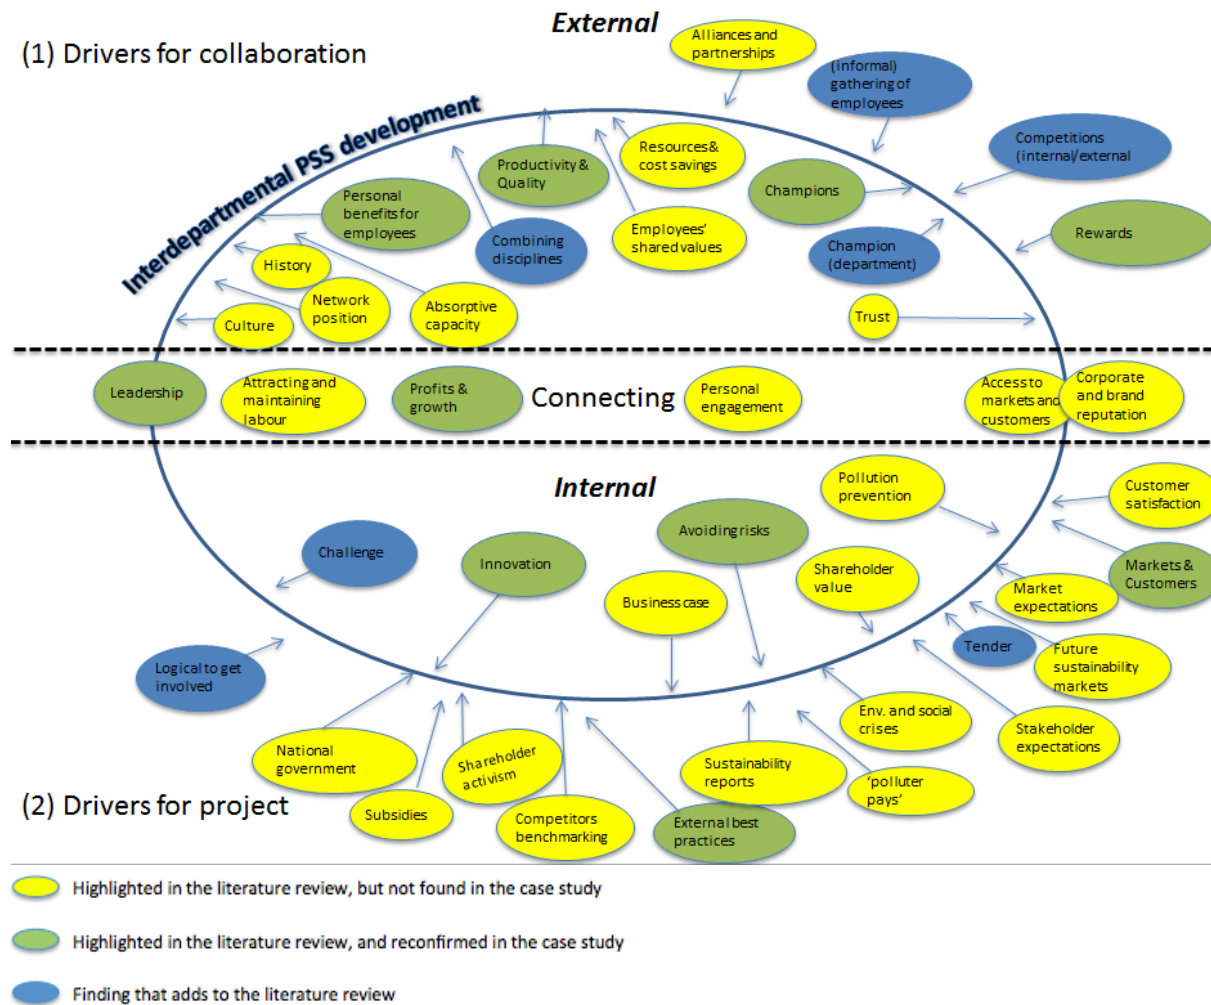 External
(1) Drivers for collaboration
Alliances and
partnerships
(informal)
gathering of
employees
Interdepartmental PSS development
Competitions
(internal/external
Resources &
cost savings
Productivity &
Quality
Champions
Personal
benefits for
employees
Employees'
shared values
Combining
disciplines
Champion
(department)
Rewards
History
Network
position
Absorptive
capacity
Culture
Trust
Leadership
Attracting and
maintaining
labour
Profits &
growth
Connecting
Personal
engagement
Access to
markets and
customers
Corporate
and brand
reputation
Internal
Pollution
prevention
Customer
satisfaction
Avoiding risks
Challenge
Innovation
Shareholder
value
Markets &
Customers
Business case
Market
expectations
Tender
Future
sustainability
markets
Logical to get
involved
Env. and social
crises
Stakeholder
expectations
National
government
Shareholder
activism
Sustainability
reports
'polluter
pays'
(2) Drivers for project
Subsidies
Competitors
benchmarking
External best
practices
Highlighted in the literature review, but not found in the case study
Highlighted in the literature review, and reconfirmed in the case study
Finding that adds to the literature review